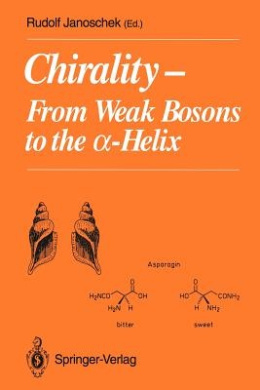 Rudolf Janoschek (Ed.)
Chirality –
From Weak Bosons
to the α-Helix
Asparagin
H₂NCO O OH H₂N H
HO O CONH₂ H NH₂
bitter sweet
Springer-Verlag